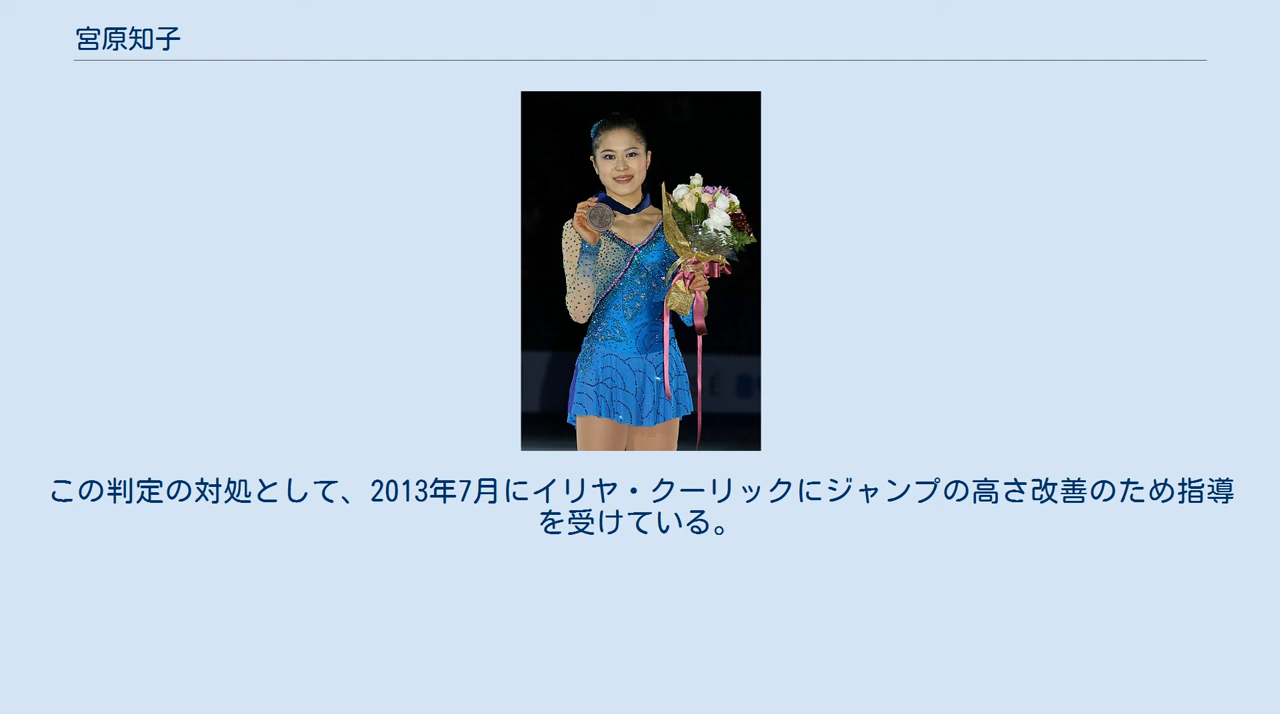 宮原知子
この判定の対処として、2013年7月にイリヤ・クーリックにジャンプの高さ改善のため指導
を受けている。